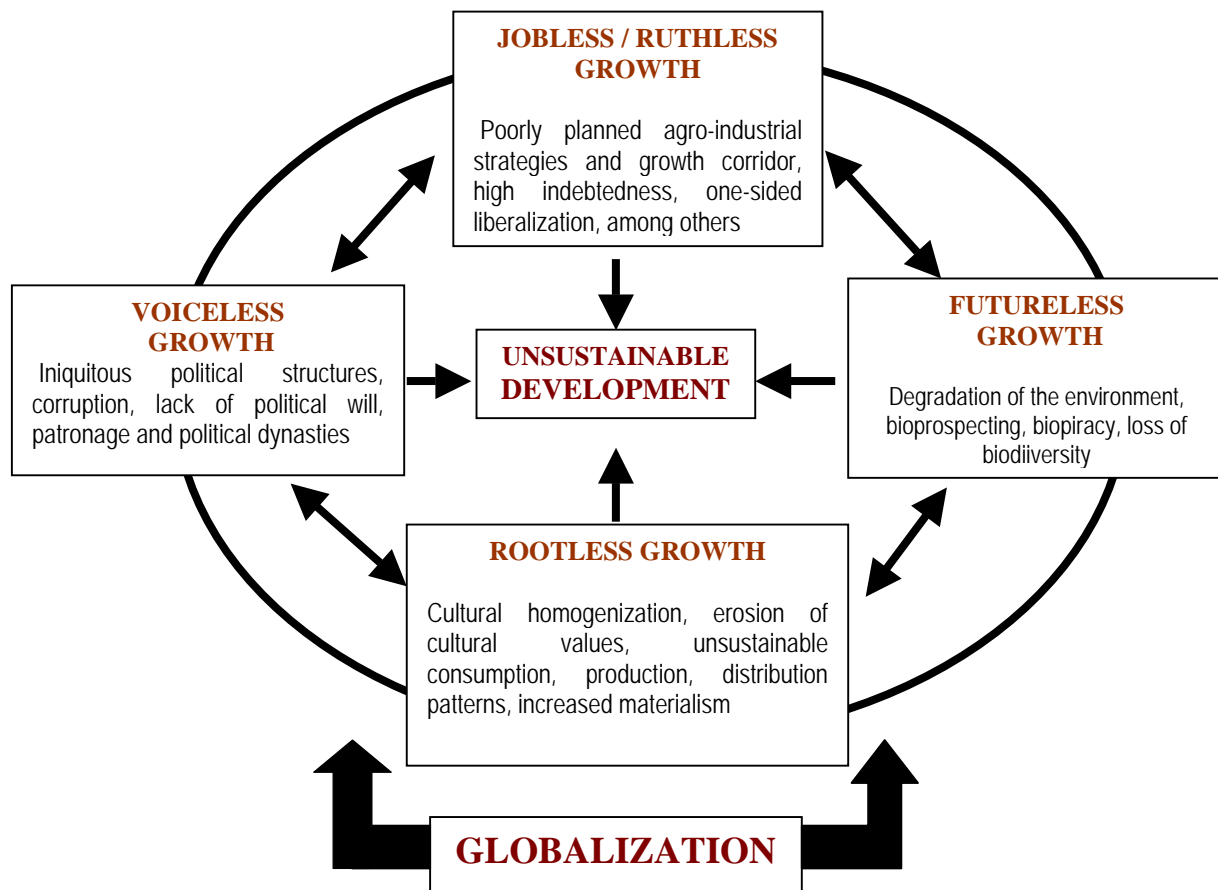 JOBLESS / RUTHLESS
GROWTH
Poorly planned agro-industrial
strategies and growth corridor,
high indebtedness, one-sided
liberalization, among others
VOICELESS
GROWTH
Iniquitous political structures,
corruption, lack of political will,
patronage and political dynasties
UNSUSTAINABLE
DEVELOPMENT
FUTURELESS
GROWTH
Degradation of the environment,
bioprospecting, biopiracy, loss of
biodiiversity
ROOTLESS GROWTH
Cultural homogenization, erosion of
cultural values, unsustainable
consumption, production, distribution
patterns, increased materialism
GLOBALIZATION